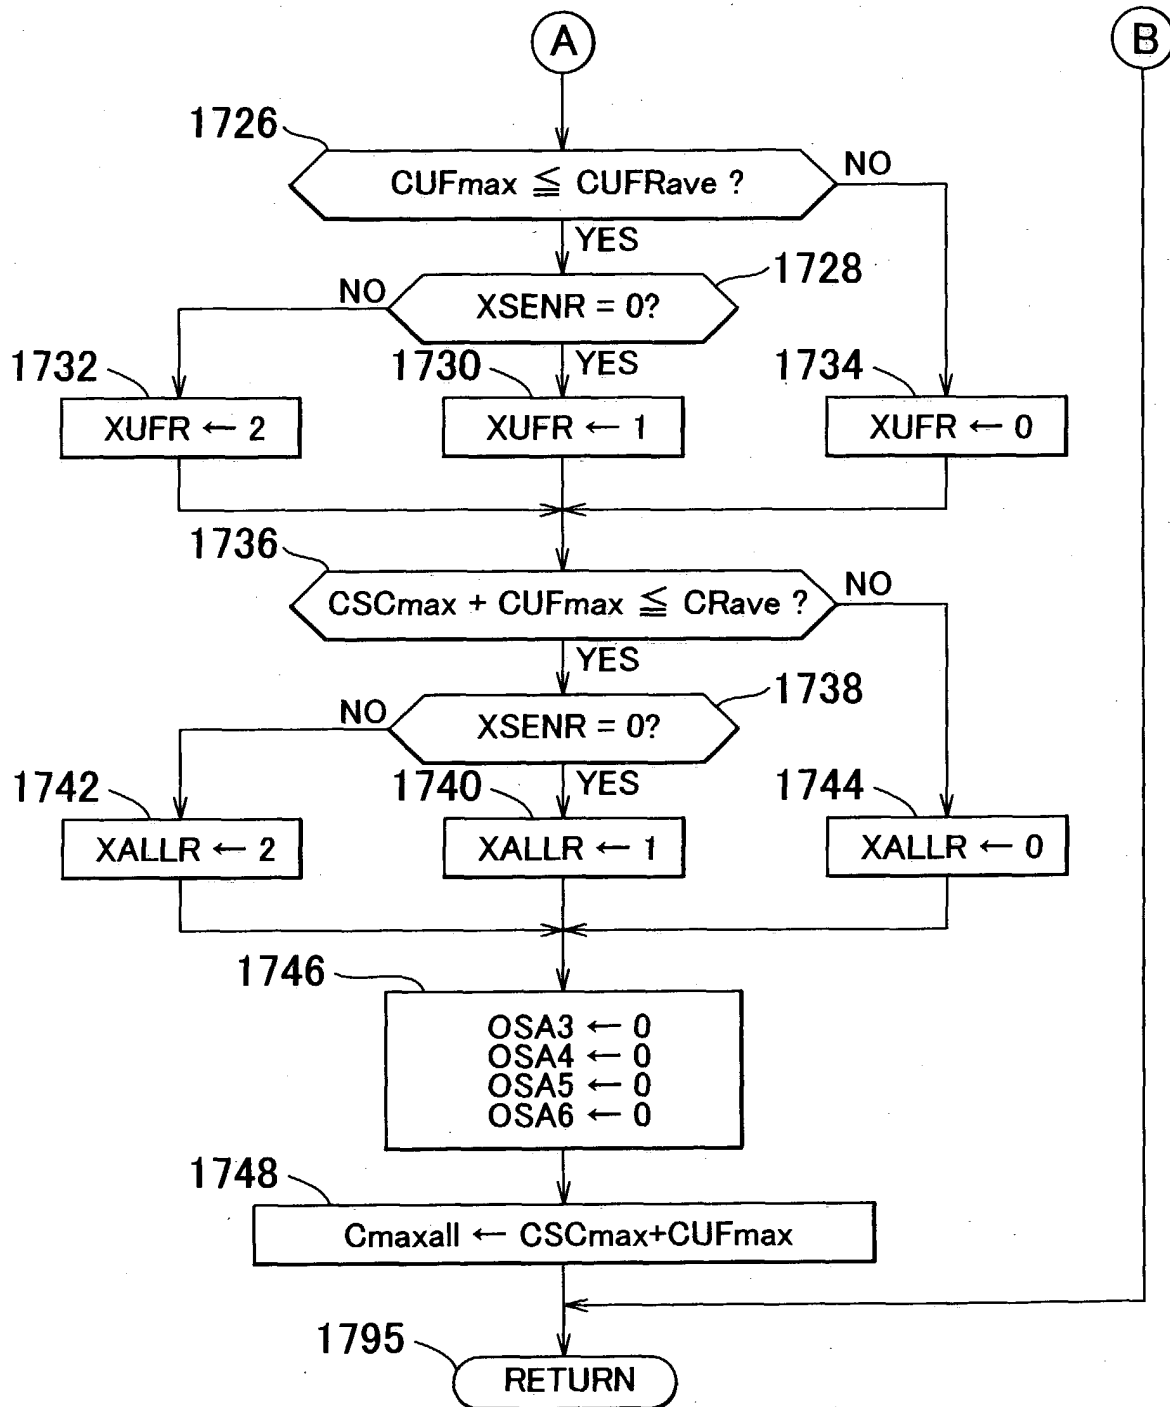 A
B
1726
CUFmax ≦ CUFRave ?
NO
YES
1728
NO
XSENR = 0?
1732
1730
YES
1734
XUFR ← 2
XUFR ← 1
XUFR ← 0
1736
CSCmax + CUFmax ≦ CRave ?
NO
YES
1738
NO
XSENR = 0?
1742
1740
YES
1744
XALLR ← 2
XALLR ← 1
XALLR ← 0
1746
OSA3 ← 0
OSA4 ← 0
OSA5 ← 0
OSA6 ← 0
1748
Cmaxall ← CSCmax+CUFmax
1795
RETURN